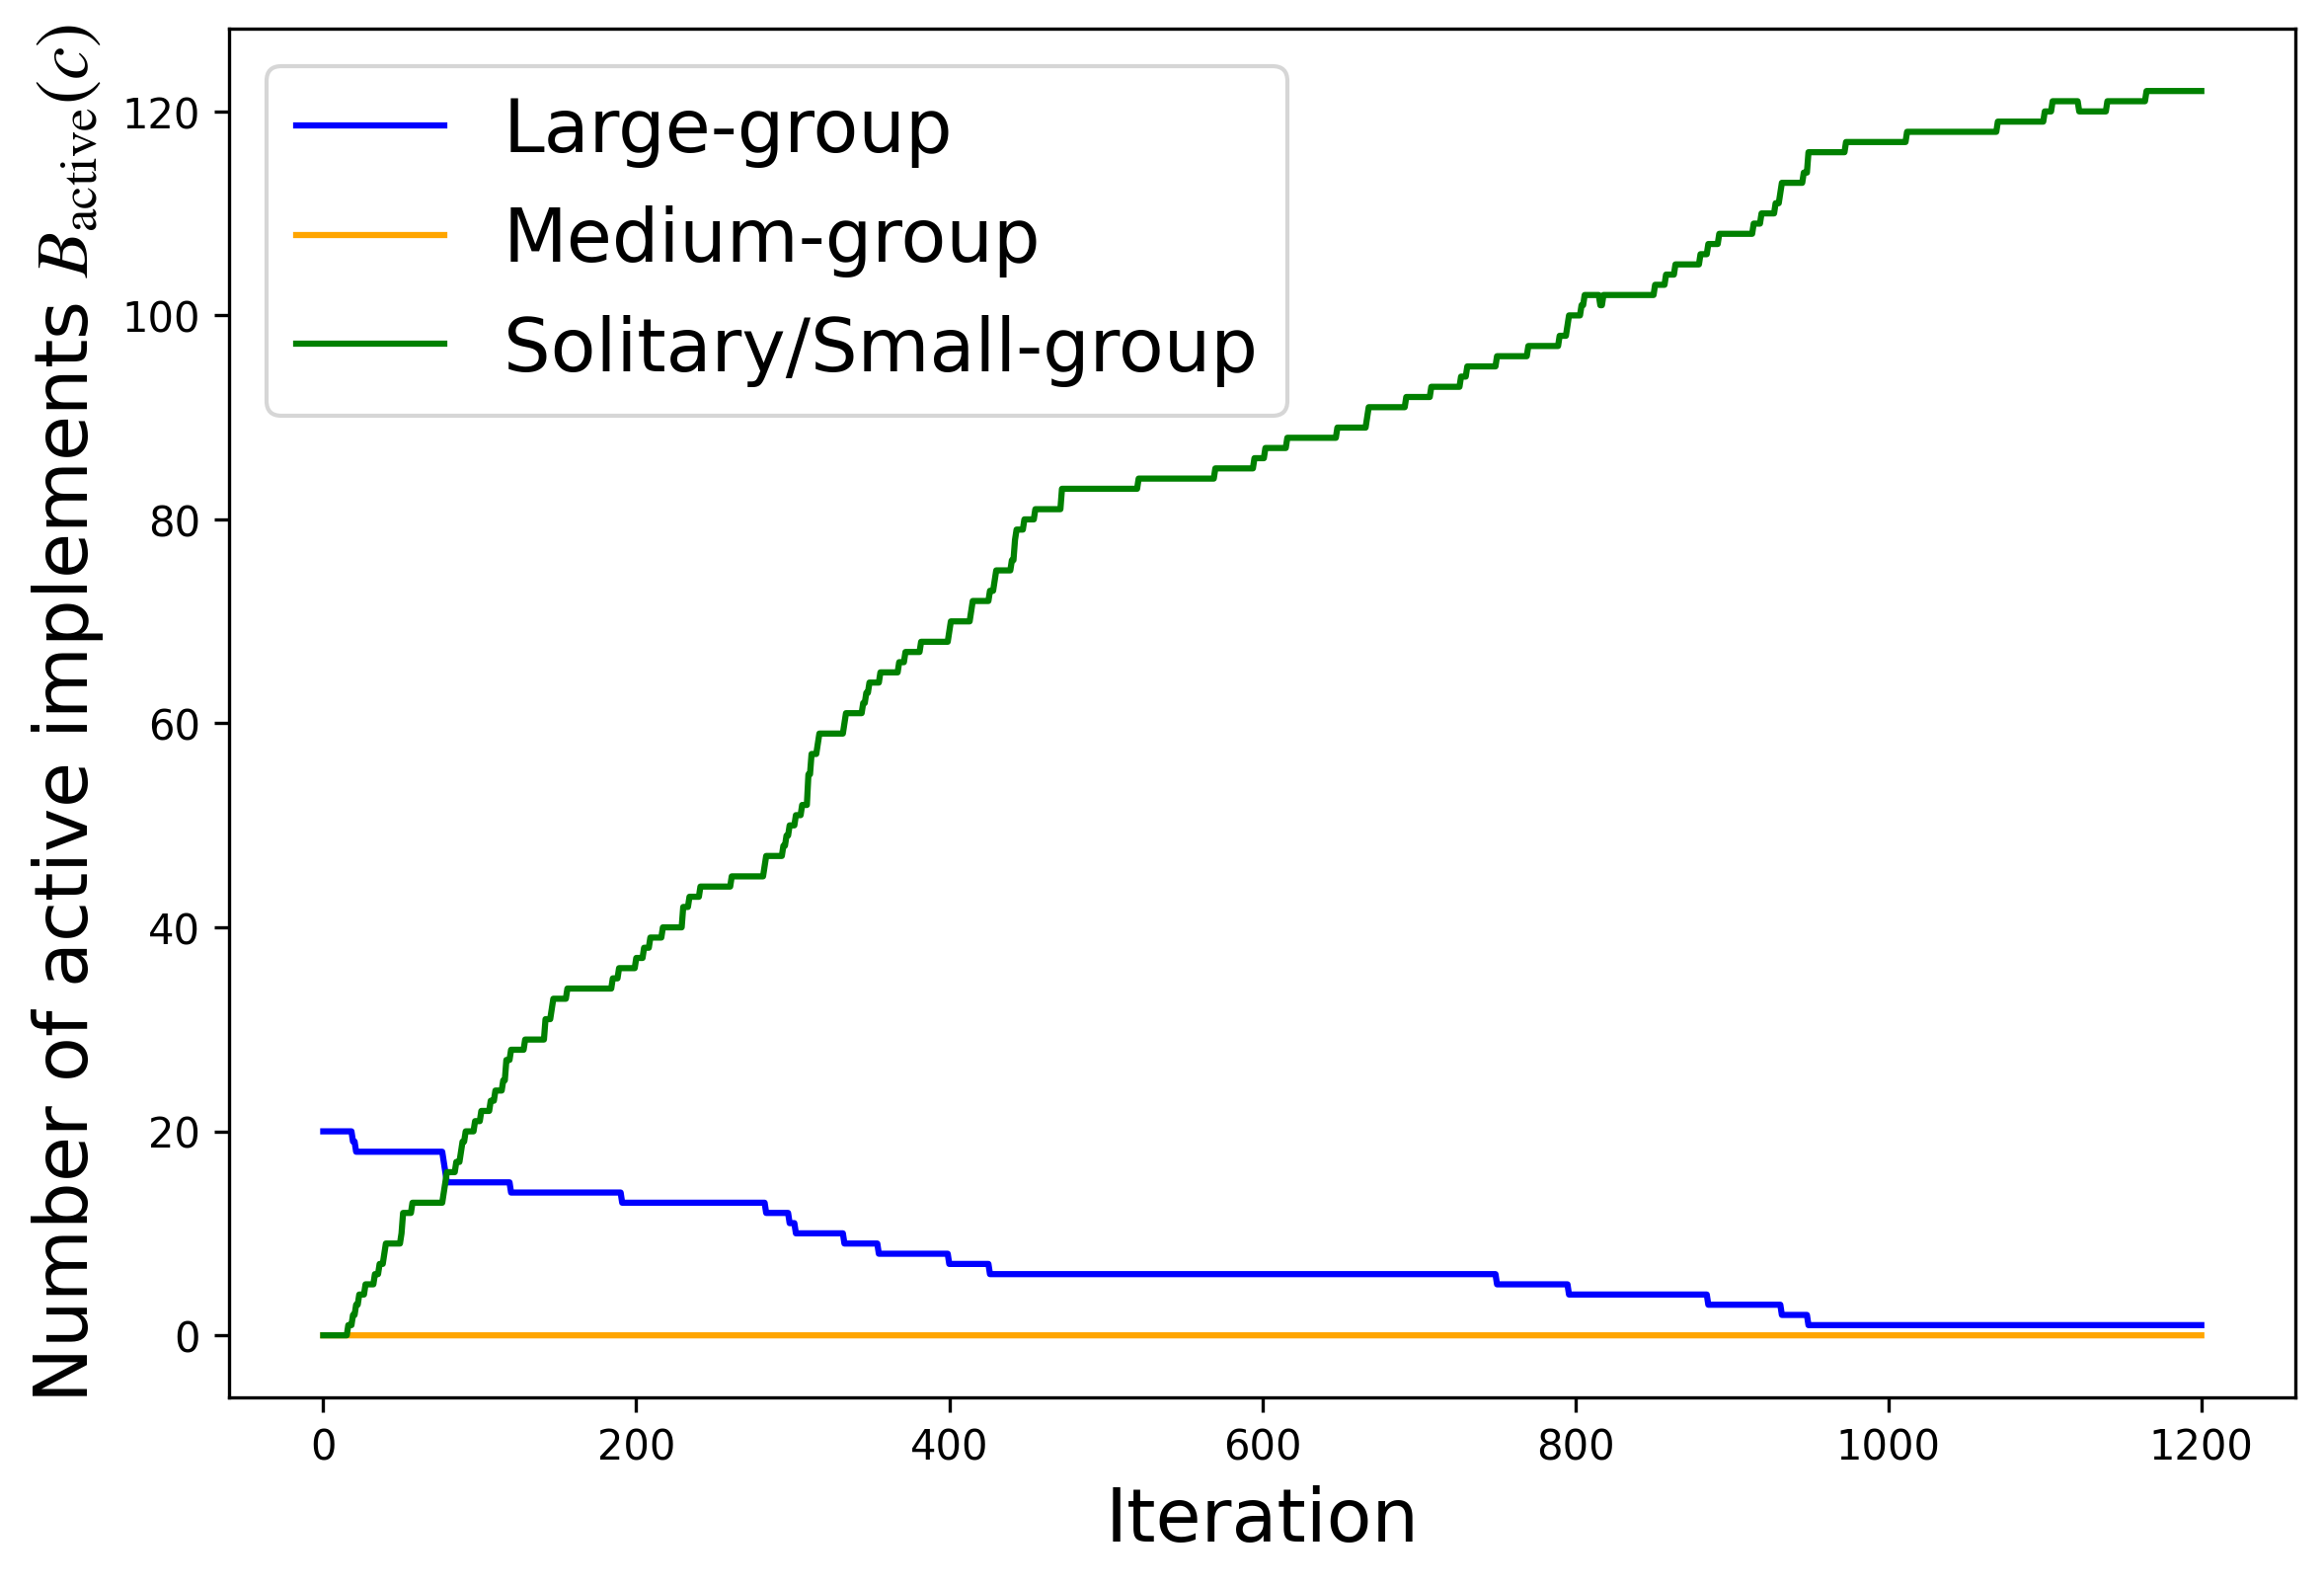 Number of active implements B_active(c)
120
100
80
60
40
20
0
Large-group
Medium-group
Solitary/Small-group
0 200 400 600 800 1000 1200
Iteration